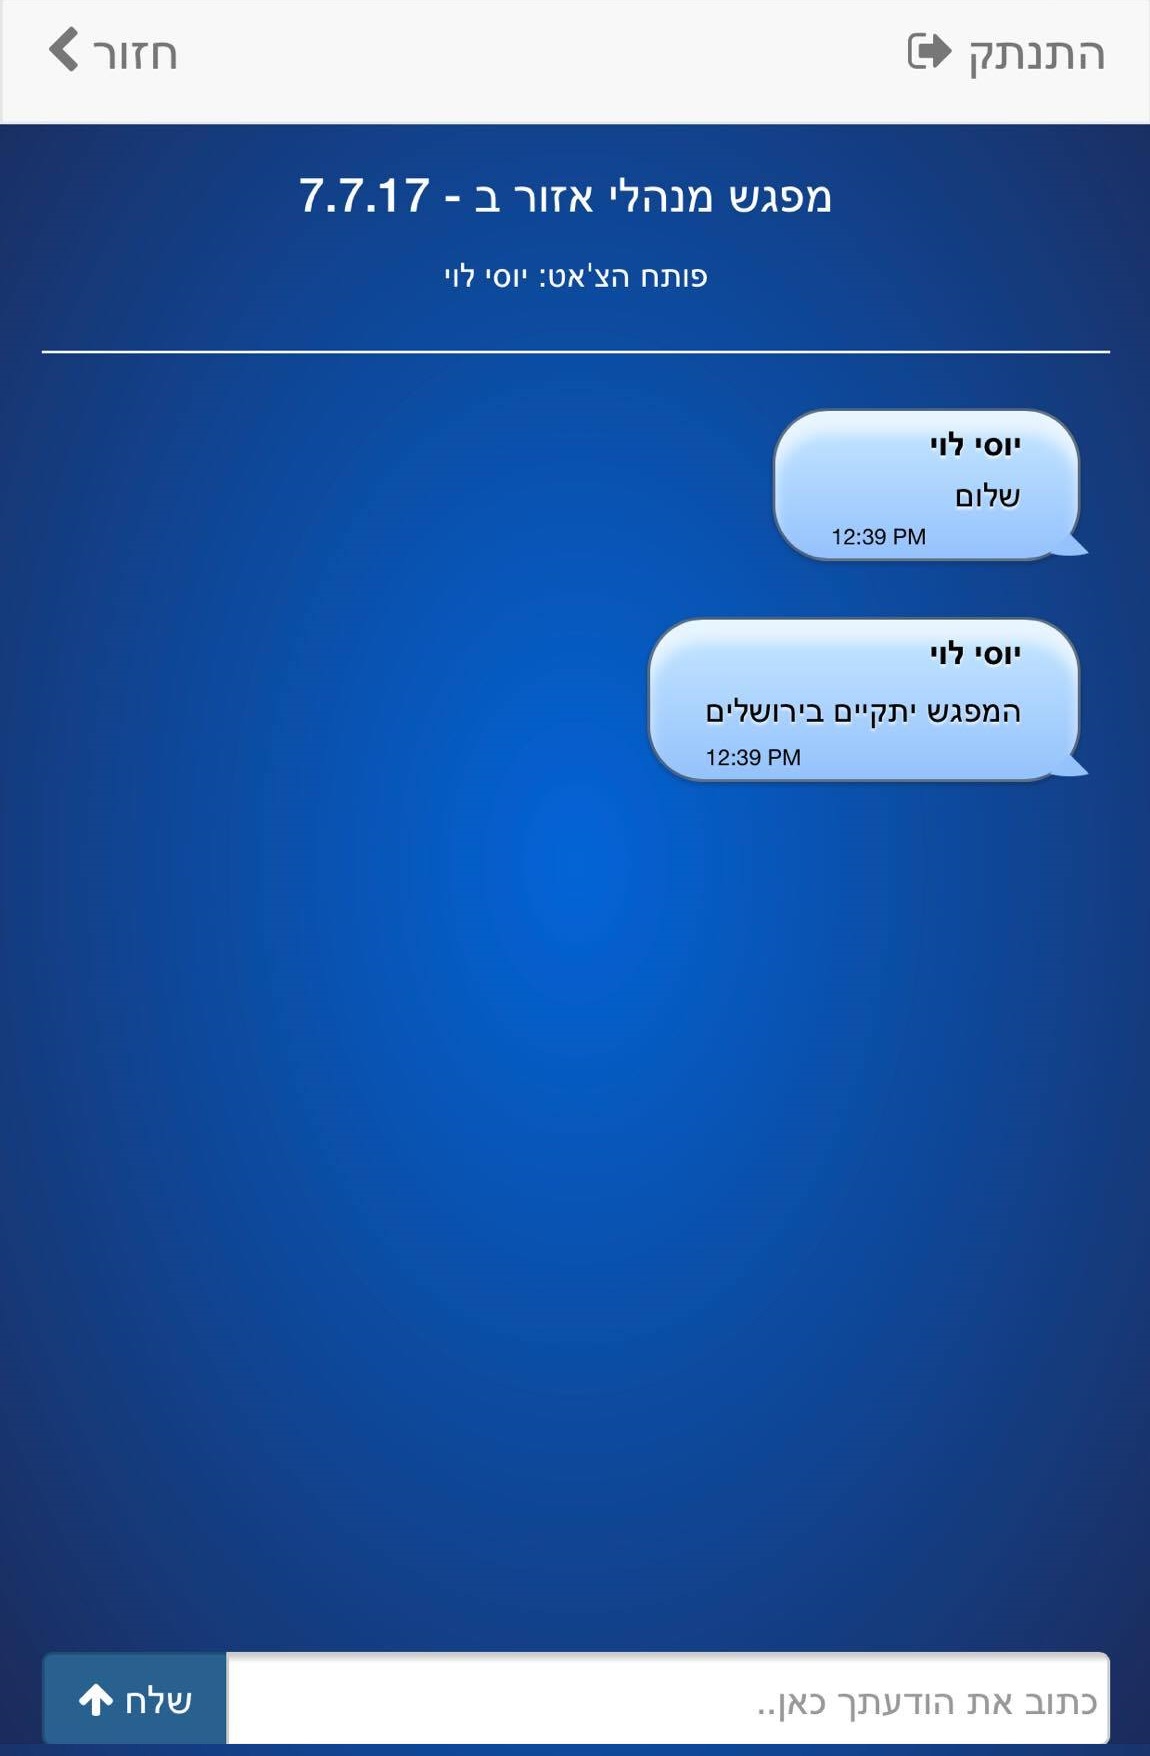 התנתק
חזור
מפגש מנהלי אזור ב - 7.7.17
פותח הצ'אט: יוסי לוי
יוסי לוי
שלום
12:39 PM
יוסי לוי
המפגש יתקיים בירושלים
12:39 PM
כתוב את הודעתך כאן..
שלח